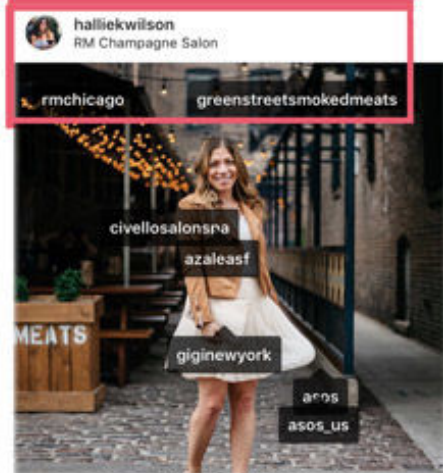 halliekwilson
RM Champagne Salon
rmchicago greenstreetsmokedmeats
civellosalonspa
azaleasf
MEATS
giginewyork
asos
asos_us